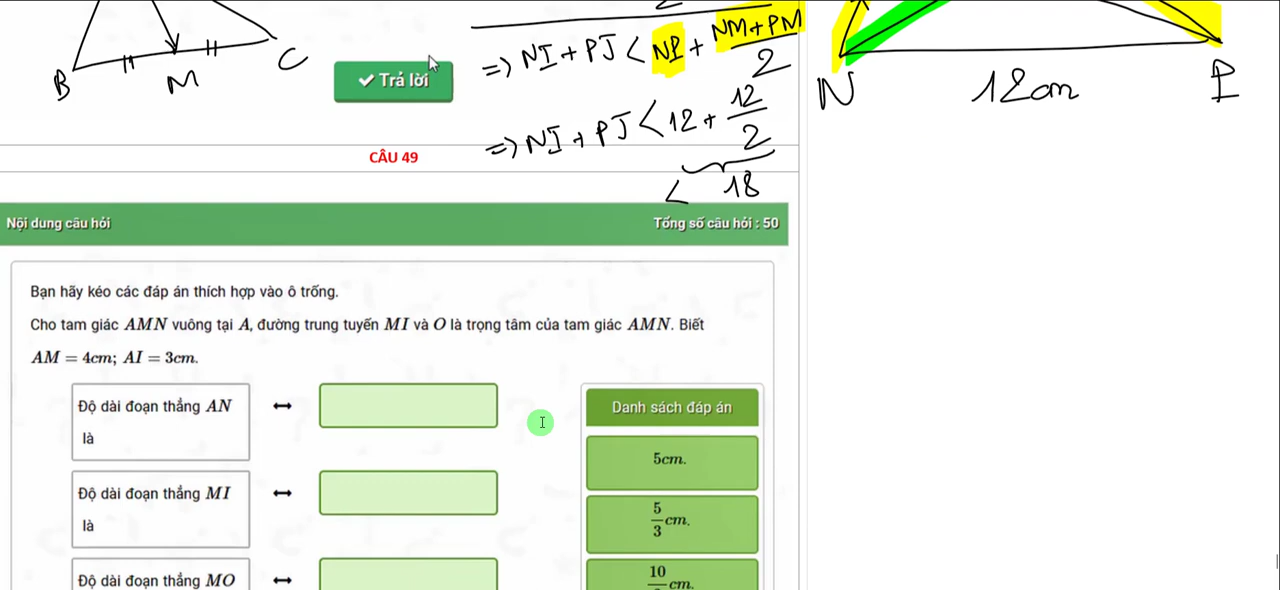 B
M
C
Trả lời
=> NI + PJ < NP + NM + PM / 2
=> NI + PJ < 12 + 12 / 2
< 18
N
12cm
P
CÂU 49
Nội dung câu hỏi
Tổng số câu hỏi : 50
Bạn hãy kéo các đáp án thích hợp vào ô trống.
Cho tam giác AMN vuông tại A, đường trung tuyến MI và O là trọng tâm của tam giác AMN. Biết
AM = 4cm; AI = 3cm.
Độ dài đoạn thẳng AN
là
Độ dài đoạn thẳng MI
là
Độ dài đoạn thẳng MO
Danh sách đáp án
5cm.
5/3 cm.
10
cm.